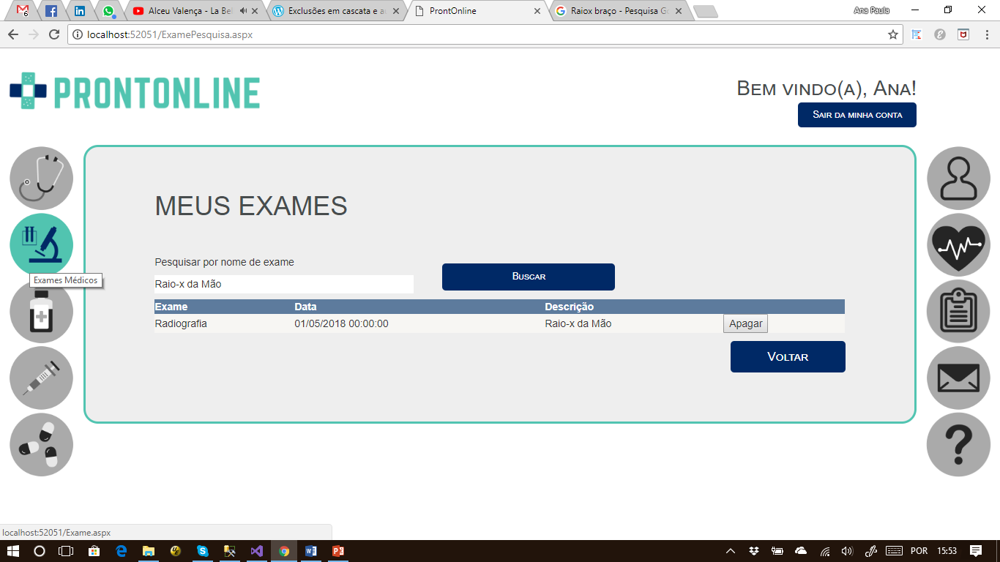 6
Alceu Valença - La Bel
Exclusões em cascata e a
ProntOnline
Raiox braço - Pesquisa Go
Ana Paula
localhost:52051/ExamePesquisa.aspx
PRONTONLINE
Bem vindo(a), Ana!
Sair da minha conta
MEUS EXAMES
Pesquisar por nome de exame
Raio-x da Mão
Buscar
Exames Médicos
Exame Data Descrição
Radiografia 01/05/2018 00:00:00 Raio-x da Mão Apagar
Voltar
localhost:52051/Exame.aspx
POR 15:53